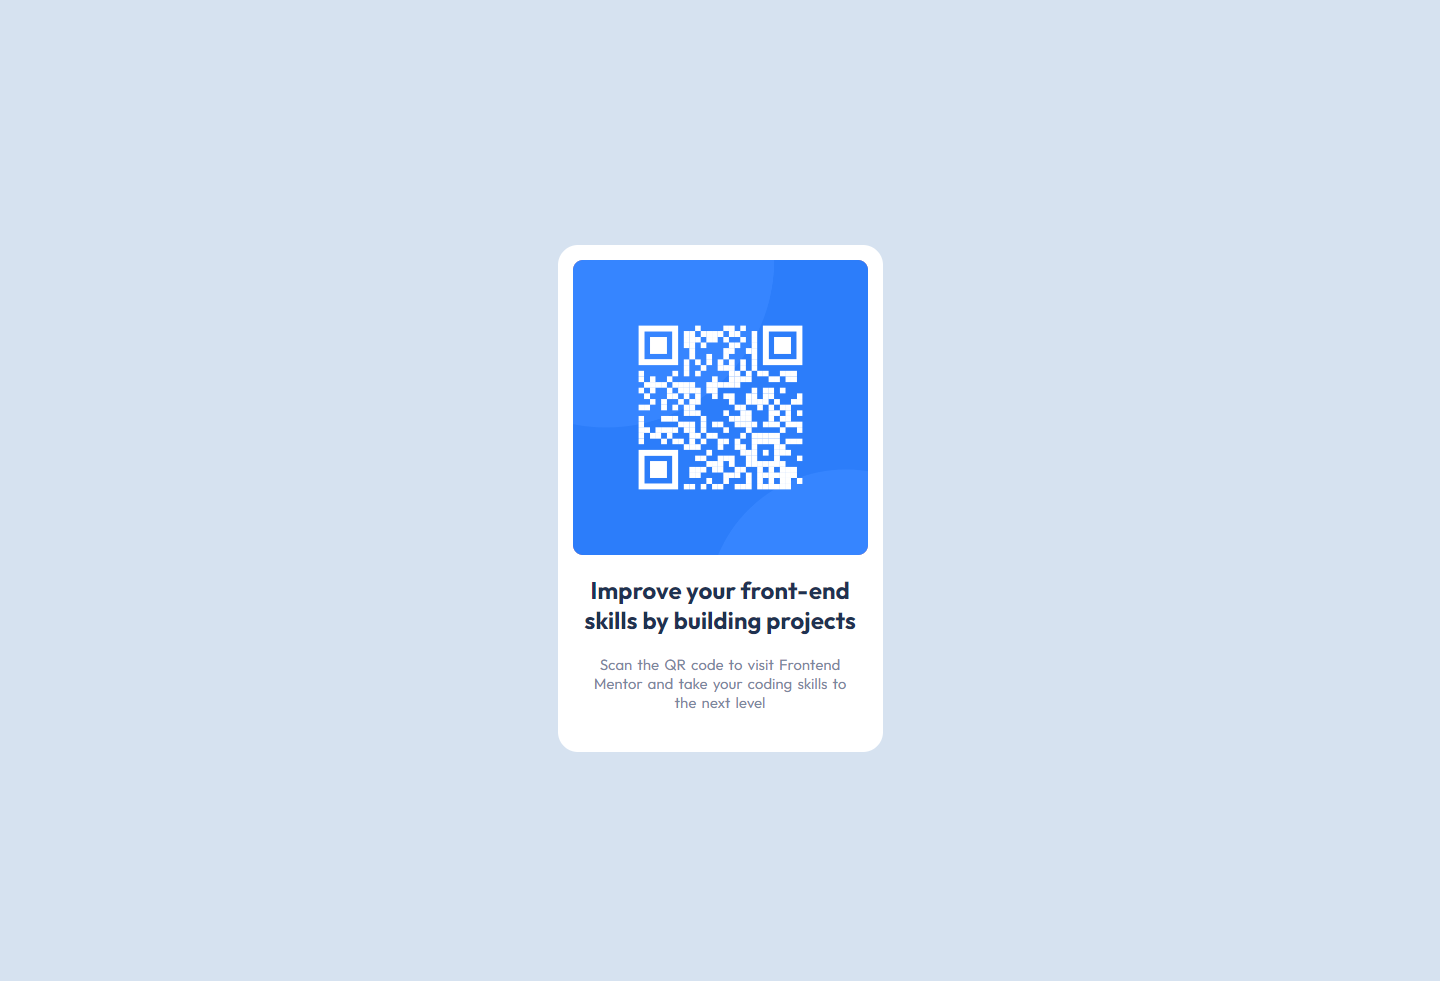 Improve your front-end
skills by building projects
Scan the QR code to visit Frontend
Mentor and take your coding skills to
the next level